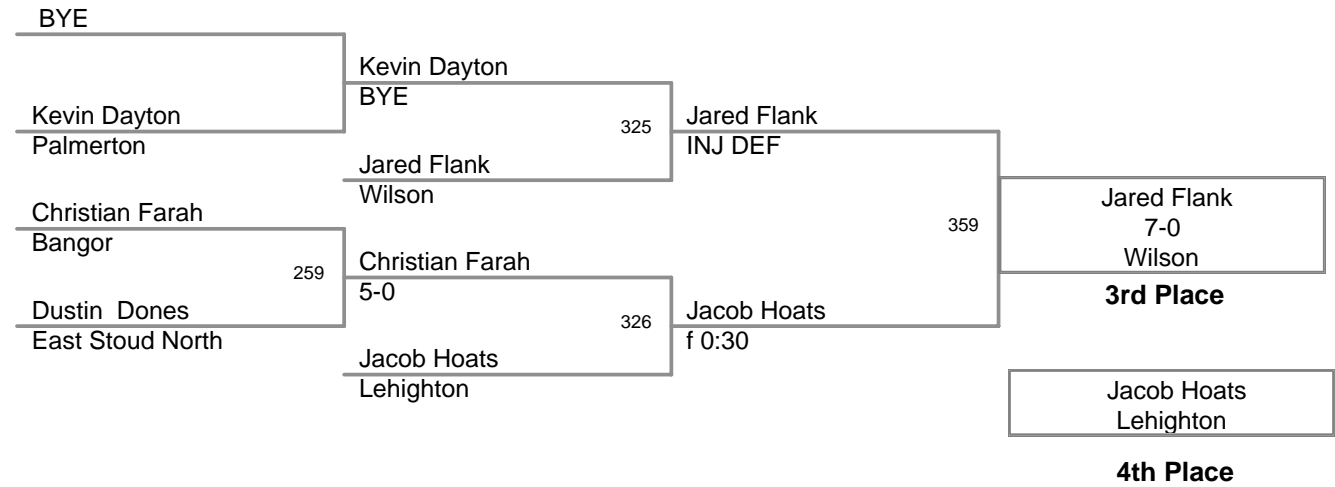 BYE
Kevin Dayton
Palmerton
Christian Farah
Bangor
259
Dustin  Dones
East Stoud North
Kevin Dayton
BYE
325
Jared Flank
Wilson
Christian Farah
5-0
326
Jacob Hoats
Lehighton
Jared Flank
INJ DEF
359
Jacob Hoats
f 0:30
Jared Flank
7-0
Wilson
3rd Place
Jacob Hoats
Lehighton
4th Place